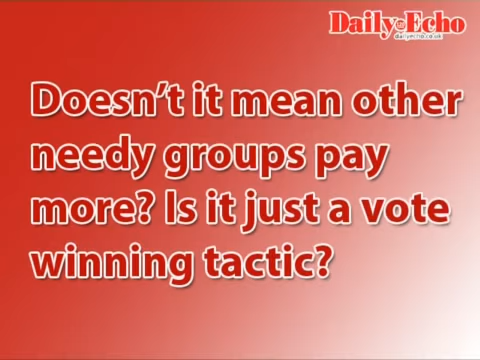 Daily Echo
dailyecho.co.uk
Doesn't it mean other
needy groups pay
more? Is it just a vote
winning tactic?